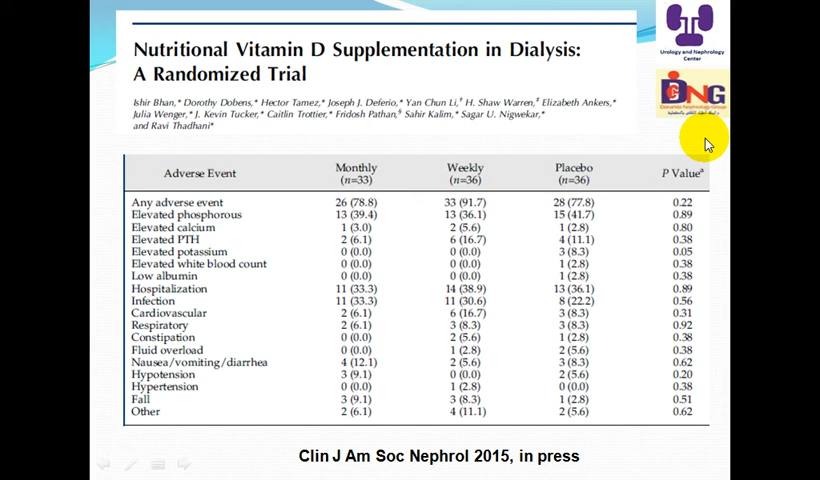 Nutritional Vitamin D Supplementation in Dialysis:
A Randomized Trial
Ishir Bhan,* Dorothy Dobens,* Hector Tamez,* Joseph J. Deferio,* Yan Chun Li,† H. Shaw Warren,‡ Elizabeth Ankers,*
Julia Wenger,* J. Kevin Tucker,* Caitlin Trottier,* Fridosh Pathan,§ Sahir Kalim,* Sagar U. Nigwekar,*
and Ravi Thadhani*
Urology and Nephrology
Center
DNG
Adverse Event Monthly (n=33) Weekly (n=36) Placebo (n=36) P Valueᵃ
Any adverse event 26 (78.8) 33 (91.7) 28 (77.8) 0.22
Elevated phosphorous 13 (39.4) 13 (36.1) 15 (41.7) 0.89
Elevated calcium 1 (3.0) 2 (5.6) 1 (2.8) 0.80
Elevated PTH 2 (6.1) 6 (16.7) 4 (11.1) 0.38
Elevated potassium 0 (0.0) 0 (0.0) 3 (8.3) 0.05
Elevated white blood count 0 (0.0) 0 (0.0) 1 (2.8) 0.38
Low albumin 0 (0.0) 0 (0.0) 1 (2.8) 0.38
Hospitalization 11 (33.3) 14 (38.9) 13 (36.1) 0.89
Infection 11 (33.3) 11 (30.6) 8 (22.2) 0.56
Cardiovascular 2 (6.1) 6 (16.7) 3 (8.3) 0.31
Respiratory 2 (6.1) 3 (8.3) 3 (8.3) 0.92
Constipation 0 (0.0) 2 (5.6) 1 (2.8) 0.38
Fluid overload 0 (0.0) 1 (2.8) 2 (5.6) 0.38
Nausea/vomiting/diarrhea 4 (12.1) 2 (5.6) 3 (8.3) 0.62
Hypotension 3 (9.1) 0 (0.0) 2 (5.6) 0.20
Hypertension 0 (0.0) 1 (2.8) 0 (0.0) 0.38
Fall 3 (9.1) 3 (8.3) 1 (2.8) 0.51
Other 2 (6.1) 4 (11.1) 2 (5.6) 0.62
Clin J Am Soc Nephrol 2015, in press